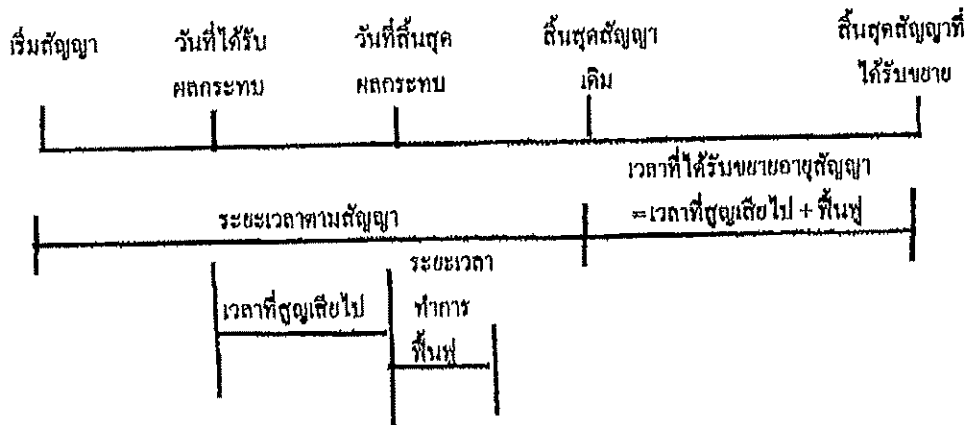 เริ่มสัญญา
วันที่ได้รับ
ผลกระทบ
วันที่สิ้นสุด
ผลกระทบ
สิ้นสุดสัญญา
เดิม
สิ้นสุดสัญญาที่
ได้รับขยาย
เวลาที่ได้รับขยายอายุสัญญา
=เวลาที่สูญเสียไป + ฟื้นฟู
ระยะเวลาตามสัญญา
เวลาที่สูญเสียไป
ระยะเวลา
ทำการ
ฟื้นฟู